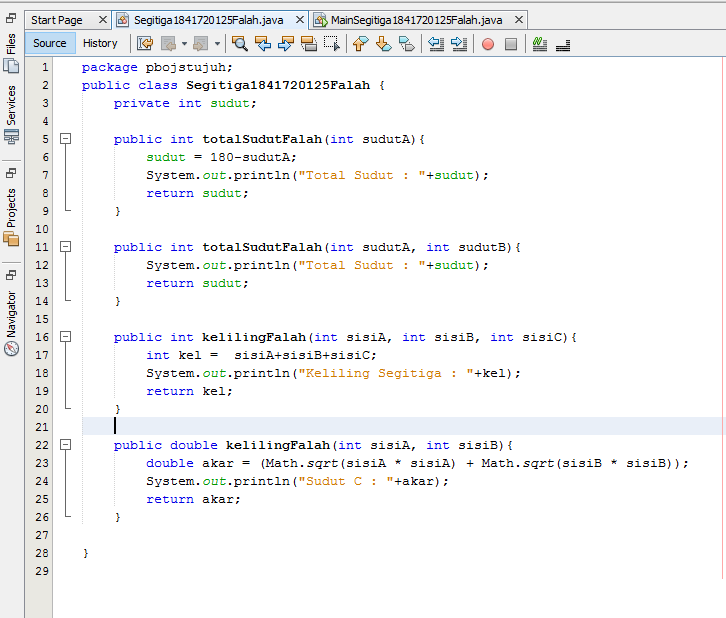 Start Page
Segitiga1841720125Falah.java
MainSegitiga1841720125Falah.java
Source
History
Files
Services
Projects
Navigator
1 package pbojstujuh;
2 public class Segitiga1841720125Falah {
3 private int sudut;
4
5 public int totalSudutFalah(int sudutA){
6 sudut = 180-sudutA;
7 System.out.println("Total Sudut : "+sudut);
8 return sudut;
9 }
10
11 public int totalSudutFalah(int sudutA, int sudutB){
12 System.out.println("Total Sudut : "+sudut);
13 return sudut;
14 }
15
16 public int kelilingFalah(int sisiA, int sisiB, int sisiC){
17 int kel =  sisiA+sisiB+sisiC;
18 System.out.println("Keliling Segitiga : "+kel);
19 return kel;
20 }
21
22 public double kelilingFalah(int sisiA, int sisiB){
23 double akar = (Math.sqrt(sisiA * sisiA) + Math.sqrt(sisiB * sisiB));
24 System.out.println("Sudut C : "+akar);
25 return akar;
26 }
27
28 }
29